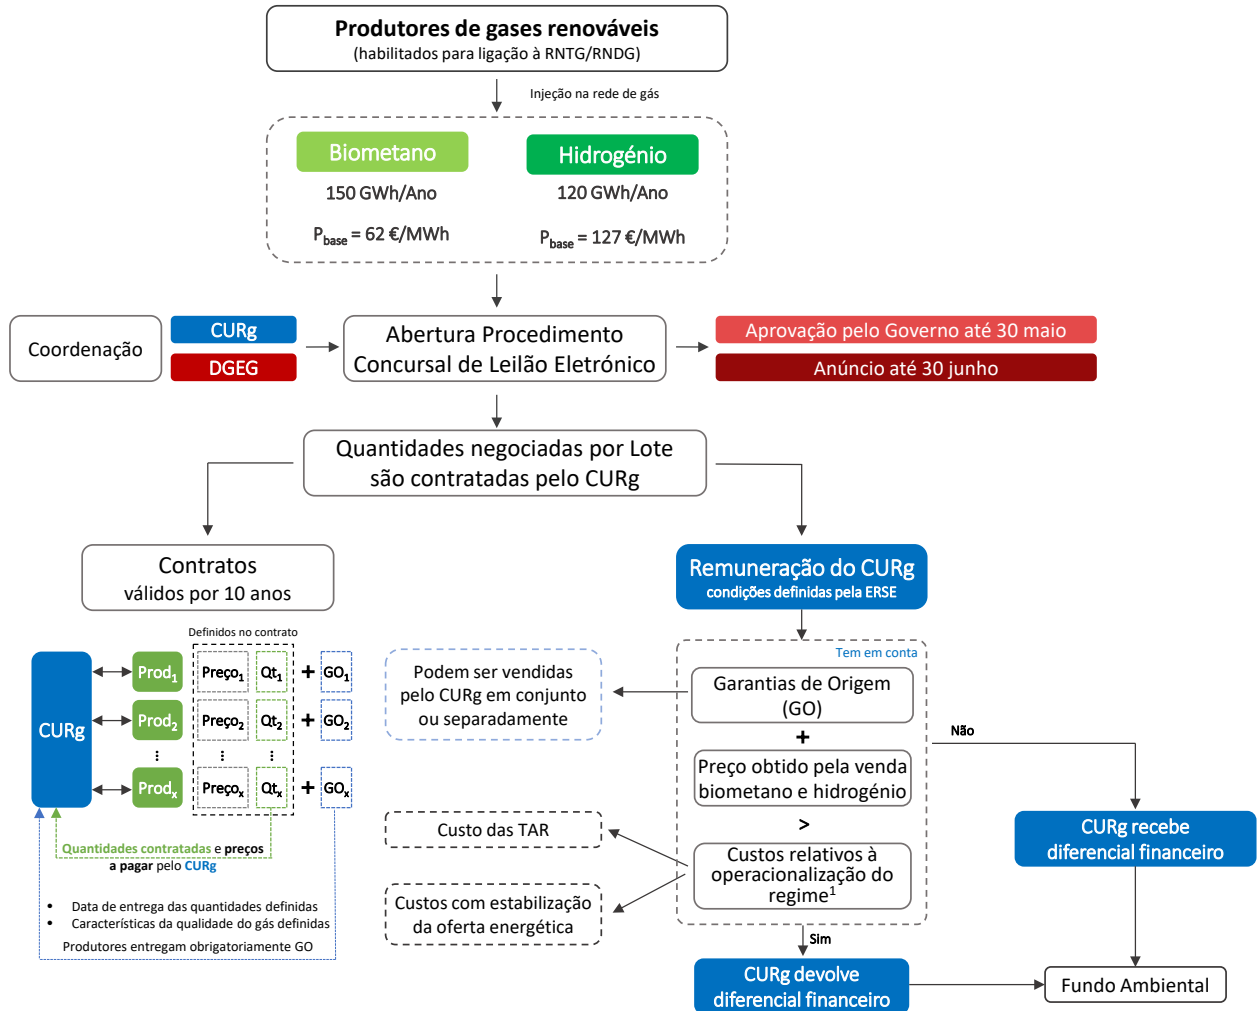 Produtores de gases renováveis
(habilitados para ligação à RNTG/RNDG)
Injeção na rede de gás
Biometano
150 GWh/Ano
Pbase = 62 €/MWh
Hidrogénio
120 GWh/Ano
Pbase = 127 €/MWh
Coordenação
CURg
DGEG
Abertura Procedimento
Concursal de Leilão Eletrónico
Aprovação pelo Governo até 30 maio
Anúncio até 30 junho
Quantidades negociadas por Lote
são contratadas pelo CURg
Contratos
válidos por 10 anos
Definidos no contrato
CURg
Prod1 Preço1 Qt1 + GO1
Prod2 Preço2 Qt2 + GO2
⋮ ⋮ ⋮
Prodx Preçox Qtx + GOx
Quantidades contratadas e preços
a pagar pelo CURg
• Data de entrega das quantidades definidas
• Características da qualidade do gás definidas
Produtores entregam obrigatoriamente GO
Remuneração do CURg
condições definidas pela ERSE
Tem em conta
Garantias de Origem
(GO)
+
Preço obtido pela venda
biometano e hidrogénio
>
Custos relativos à
operacionalização do
regime1
Podem ser vendidas
pelo CURg em conjunto
ou separadamente
Custo das TAR
Custos com estabilização
da oferta energética
Não
CURg recebe
diferencial financeiro
Sim
CURg devolve
diferencial financeiro
Fundo Ambiental